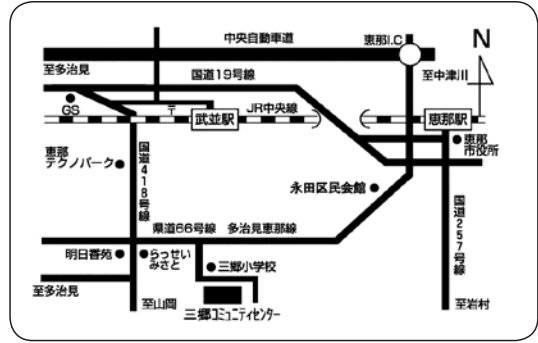 中央自動車道
恵那I.C
N
至多治見
国道19号線
至中津川
GS
〒
武並駅
JR中央線
恵那駅
恵那
市役所
恵那
テクノパーク
国道418号線
永田区民会館
国道257号線
県道66号線 多治見恵那線
明日香苑
らっせい
みさと
三郷小学校
至多治見
至山岡
三郷コミュニティセンター
至岩村